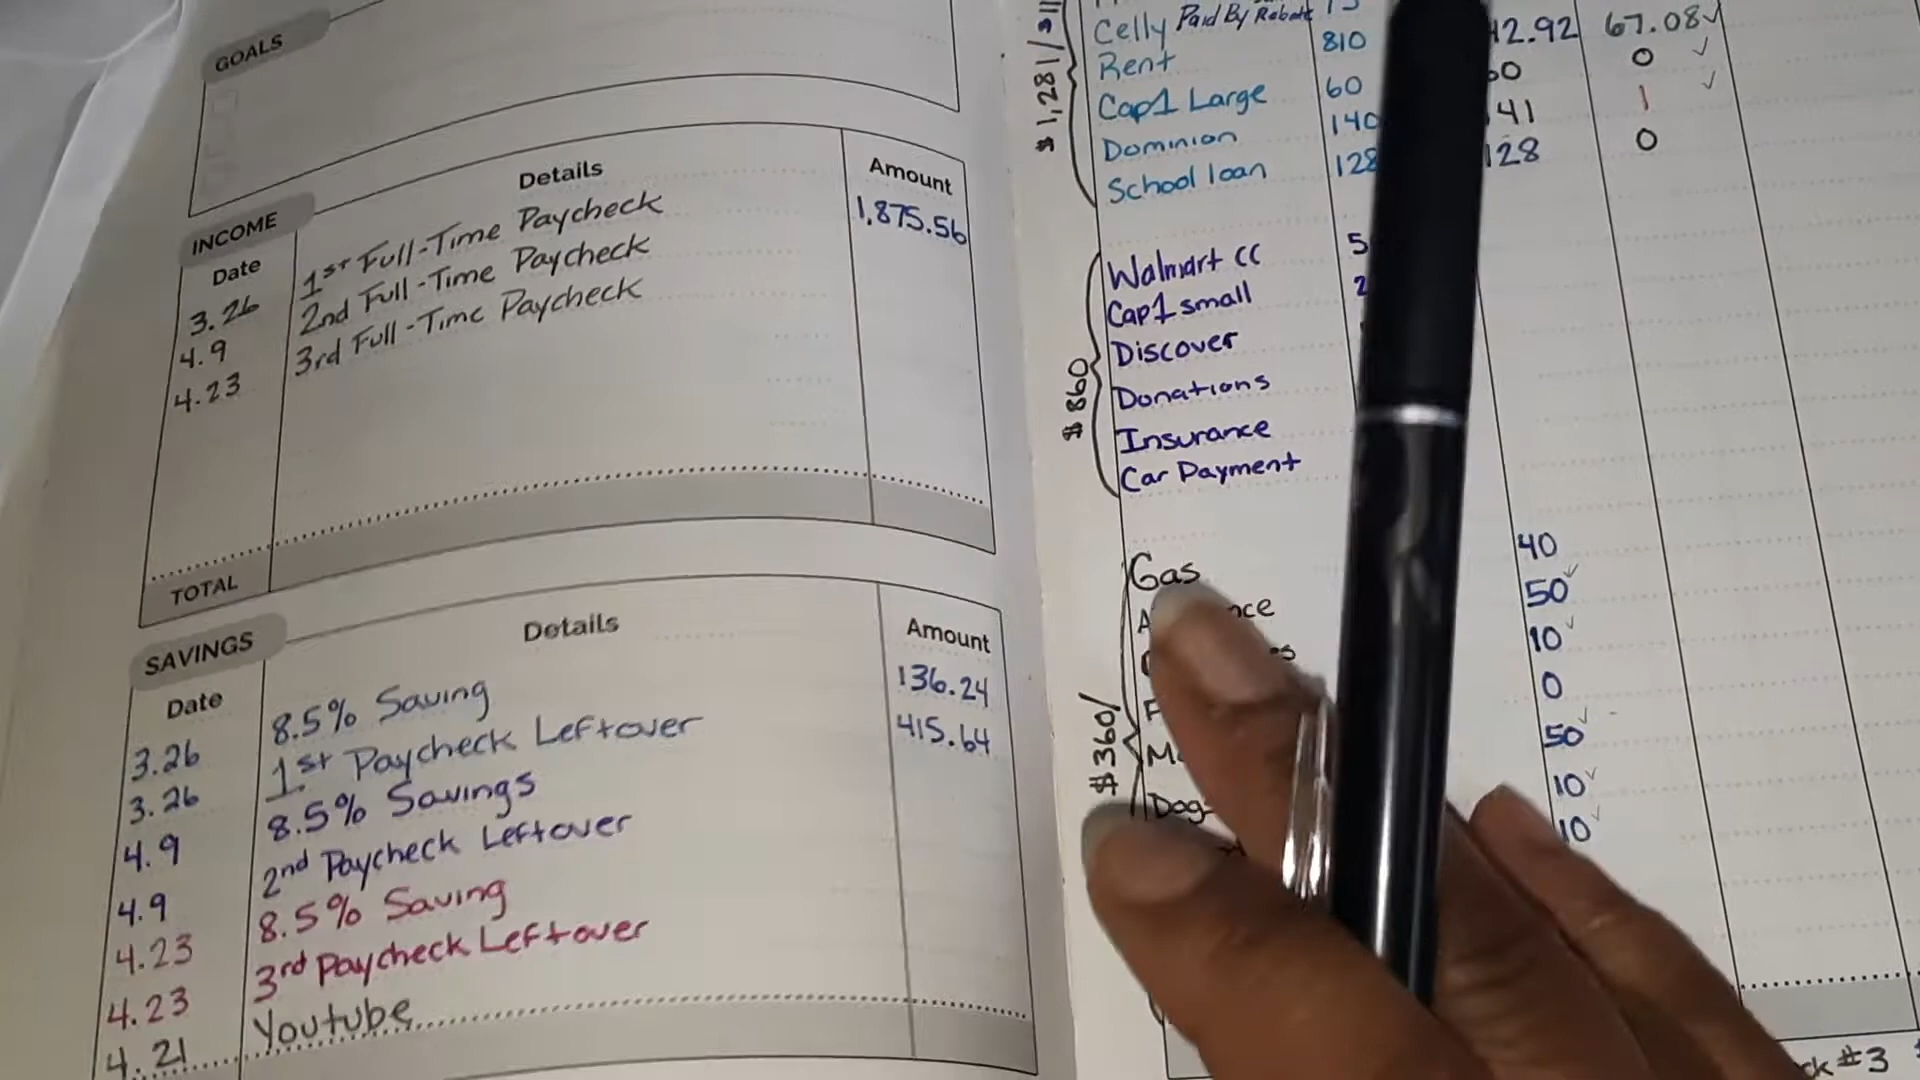 GOALS
INCOME
Details
Amount
Date
3.26 1st Full-Time Paycheck 1,875.56
4.9 2nd Full-Time Paycheck
4.23 3rd Full-Time Paycheck
TOTAL
SAVINGS
Details
Amount
Date
3.26 8.5% Saving 136.24
3.26 1st Paycheck Leftover 415.64
4.9 8.5% Savings
4.9 2nd Paycheck Leftover
4.23 8.5% Saving
4.23 3rd Paycheck Leftover
4.21 Youtube
$1,281/
Celly Paid By Rebate
Rent 810 67.08
Cap1 Large 60 0
Dominion 140 141 1
School loan 128 128 0
$860
Walmart CC
Cap1 small
Discover
Donations
Insurance
Car Payment
$360/
Gas 40
50
10
0
50
Dog 10
10
#3